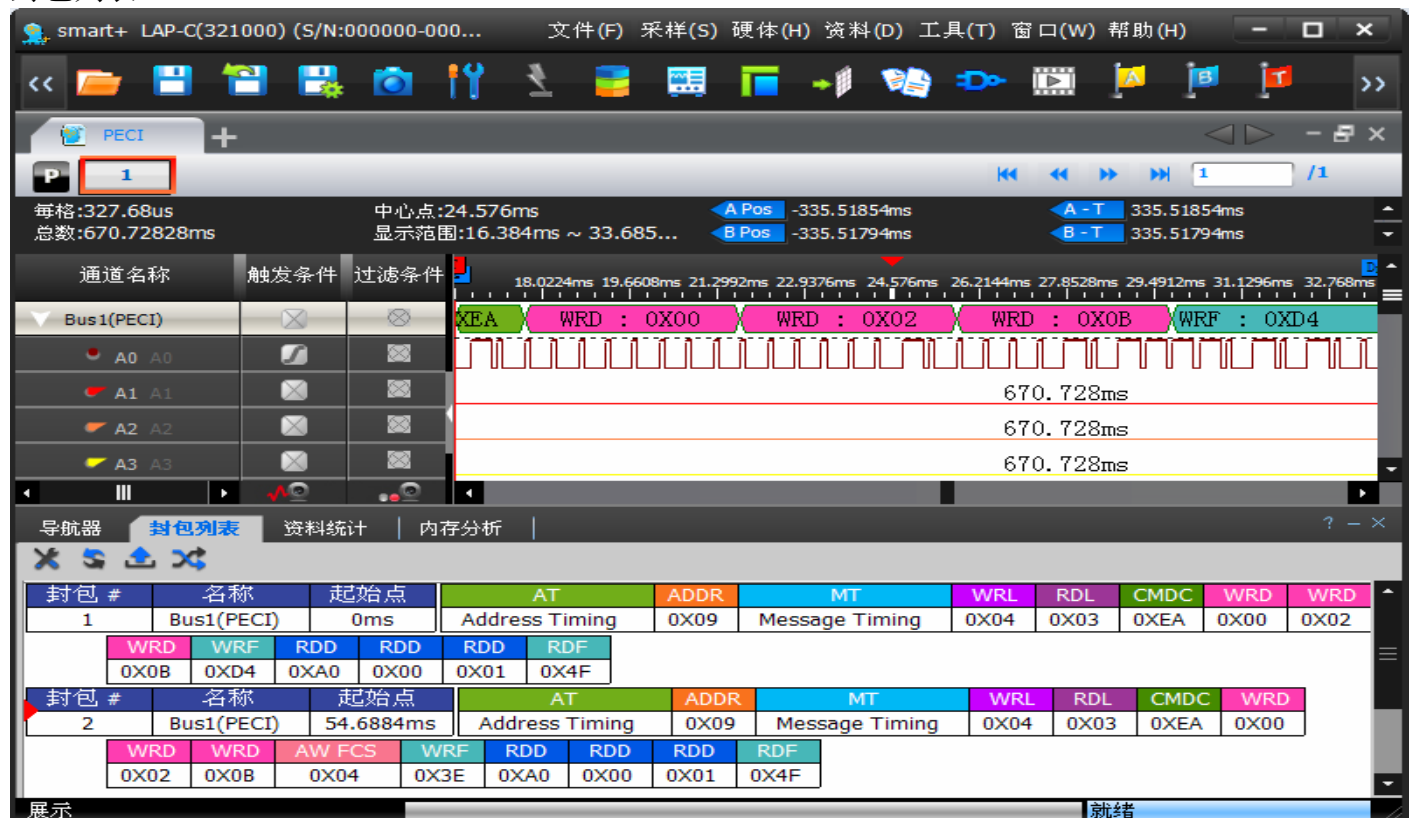 smart+ LAP-C(321000) (S/N:000000-000... 文件(F) 采样(S) 硬体(H) 资料(D) 工具(T) 窗口(W) 帮助(H)
A B T
PECI
P 1 1 /1
每格:327.68us 中心点:24.576ms A Pos -335.51854ms A - T 335.51854ms
总数:670.72828ms 显示范围:16.384ms ~ 33.685... B Pos -335.51794ms B - T 335.51794ms
通道名称 触发条件 过滤条件 18.0224ms 19.6608ms 21.2992ms 22.9376ms 24.576ms 26.2144ms 27.8528ms 29.4912ms 31.1296ms 32.768ms
Bus1(PECI) XEA WRD : 0X00 WRD : 0X02 WRD : 0X0B WRF : 0XD4
A0 A0
A1 A1 670.728ms
A2 A2 670.728ms
A3 A3 670.728ms
导航器 封包列表 资料统计 内存分析
封包 # 名称 起始点 AT ADDR MT WRL RDL CMDC WRD WRD
1 Bus1(PECI) 0ms Address Timing 0X09 Message Timing 0X04 0X03 0XEA 0X00 0X02
WRD WRF RDD RDD RDD RDF
0X0B 0XD4 0XA0 0X00 0X01 0X4F
封包 # 名称 起始点 AT ADDR MT WRL RDL CMDC WRD
2 Bus1(PECI) 54.6884ms Address Timing 0X09 Message Timing 0X04 0X03 0XEA 0X00
WRD WRD AW FCS WRF RDD RDD RDD RDF
0X02 0X0B 0X04 0X3E 0XA0 0X00 0X01 0X4F
展示 就绪